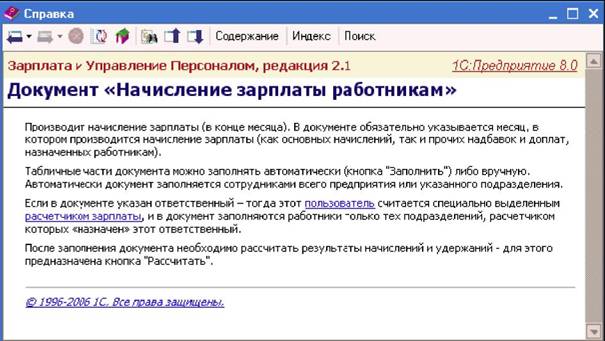 Справка
Содержание Индекс Поиск
Зарплата и Управление Персоналом, редакция 2.1 1С:Предприятие 8.0
Документ «Начисление зарплаты работникам»
Производит начисление зарплаты (в конце месяца). В документе обязательно указывается месяц, в
котором производится начисление зарплаты (как основных начислений, так и прочих надбавок и доплат,
назначенных работникам).
Табличные части документа можно заполнять автоматически (кнопка "Заполнить") либо вручную.
Автоматически документ заполняется сотрудниками всего предприятия или указанного подразделения.
Если в документе указан ответственный – тогда этот пользователь считается специально выделенным
расчетчиком зарплаты, и в документ заполняются работники только тех подразделений, расчетчиком
которых «назначен» этот ответственный.
После заполнения документа необходимо рассчитать результаты начислений и удержаний - для этого
предназначена кнопка "Рассчитать".
© 1996-2006 1С. Все права защищены.